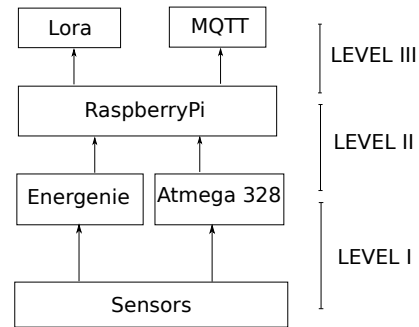 Lora
MQTT
LEVEL III
RaspberryPi
LEVEL II
Energenie
Atmega 328
LEVEL I
Sensors